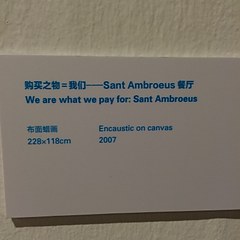 购买之物=我们——Sant Ambroeus 餐厅
We are what we pay for: Sant Ambroeus
布面蜡画 Encaustic on canvas
228×118cm 2007